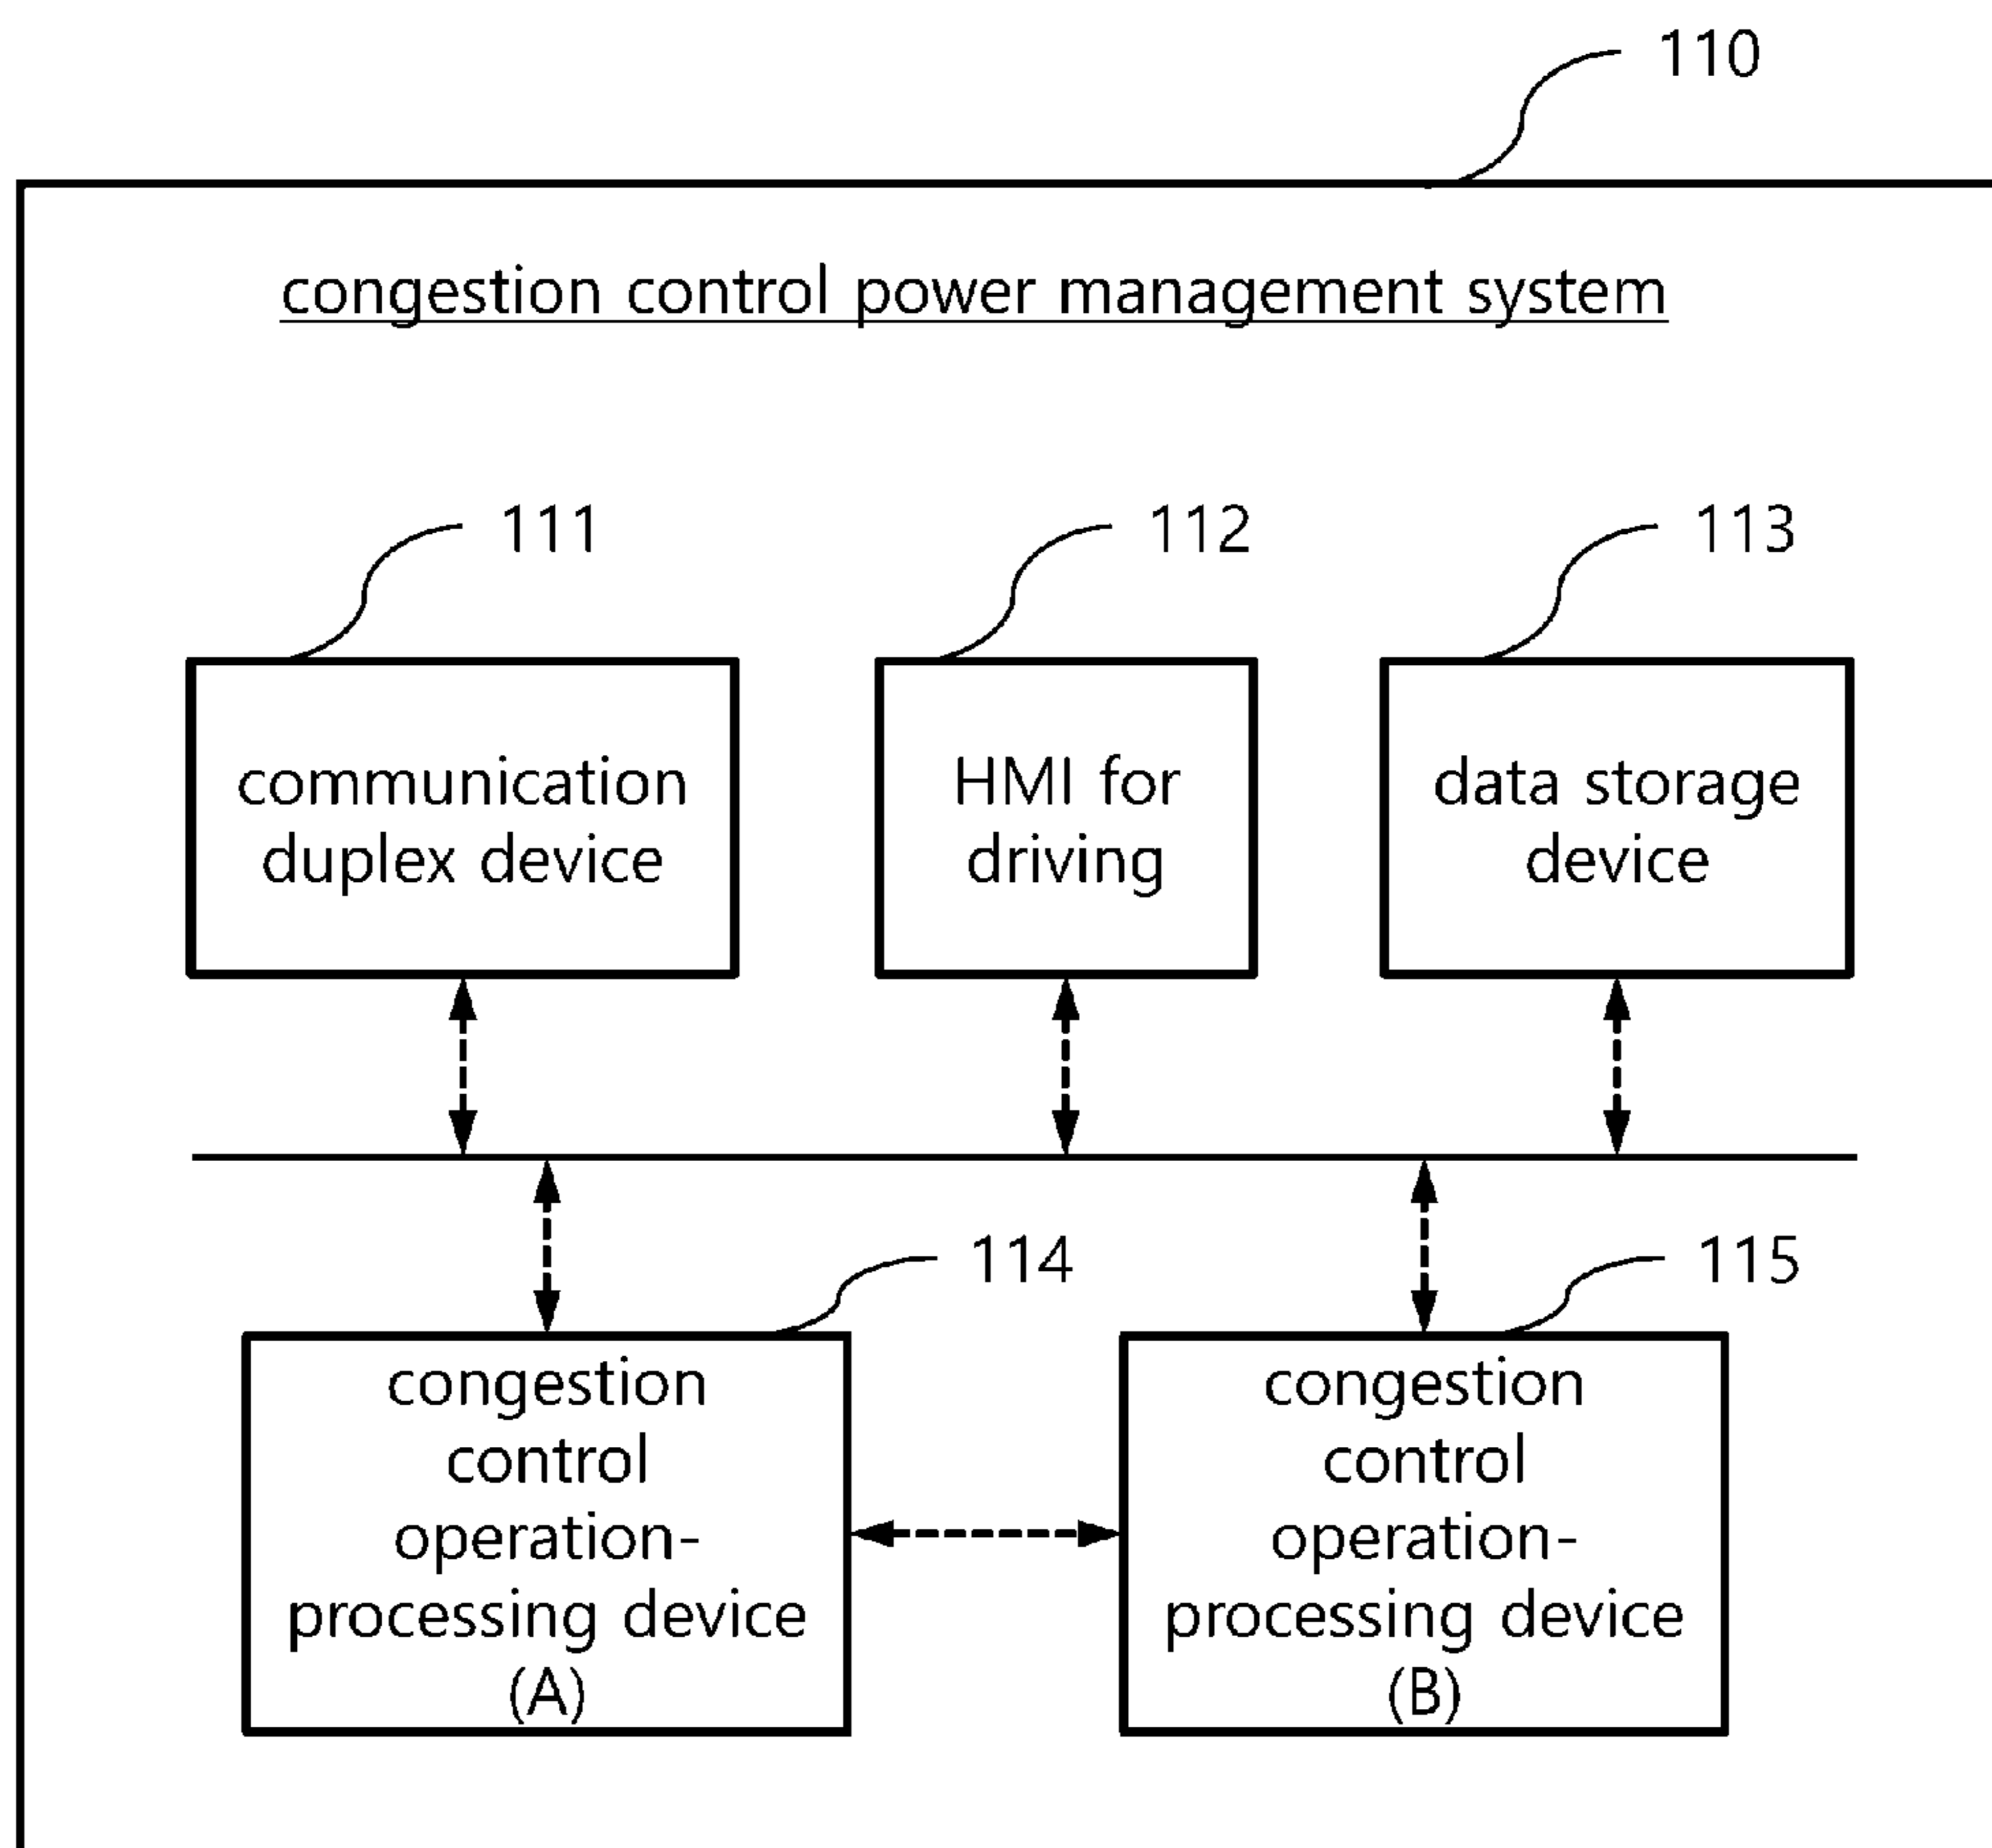 110
congestion control power management system
111
112
113
communication
duplex device
HMI for
driving
data storage
device
114
115
congestion
control
operation-
processing device
(A)
congestion
control
operation-
processing device
(B)